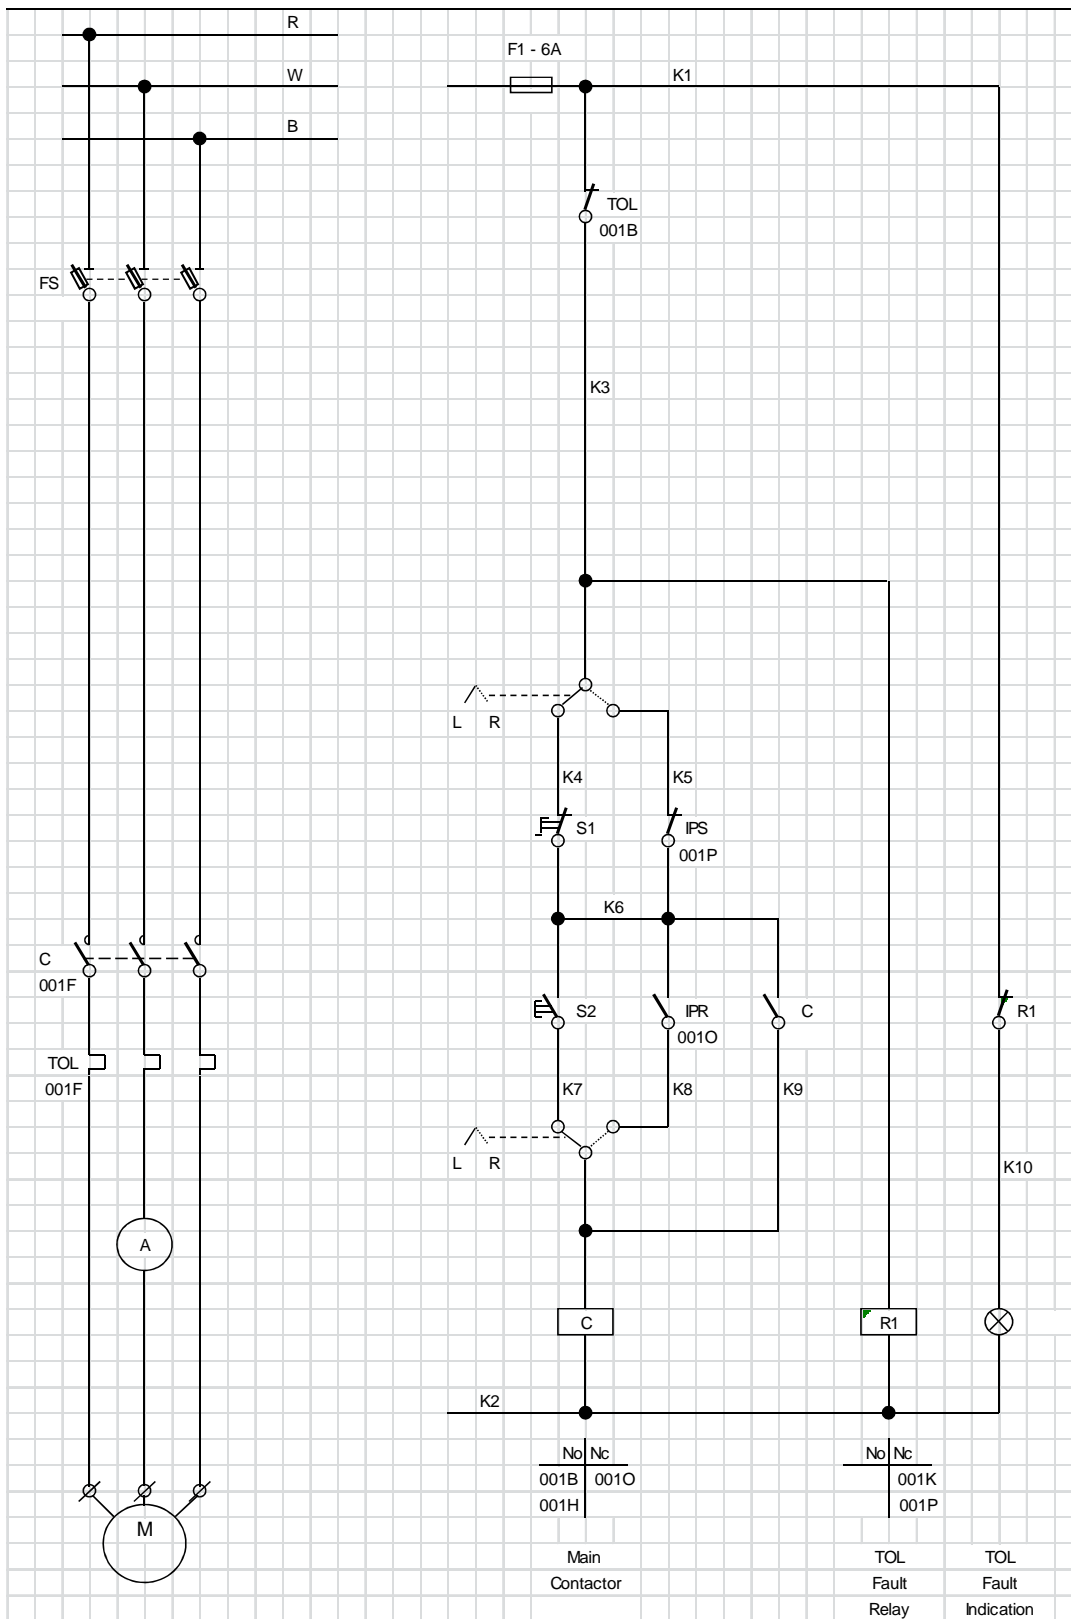 R
F1 - 6A
W
K1
B
TOL
001B
FS
K3
L R
K4
K5
S1
IPS
001P
K6
C
001F
S2
IPR
001O
C
R1
TOL
001F
K7
K8
K9
L R
K10
A
C
R1
K2
No Nc
001B 001O
001H
No Nc
001K
001P
M
Main
Contactor
TOL
Fault
Relay
TOL
Fault
Indication